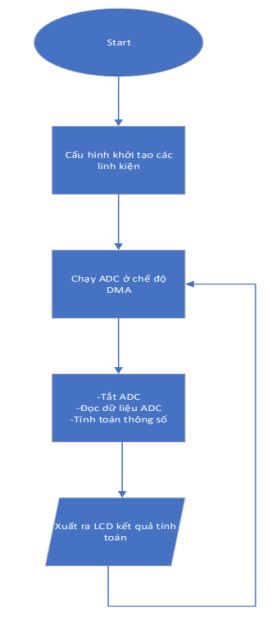 Start
Cấu hình khởi tạo các
linh kiện
Chạy ADC ở chế độ
DMA
-Tắt ADC
-Đọc dữ liệu ADC
-Tính toán thông số
Xuất ra LCD kết quả tính
toán